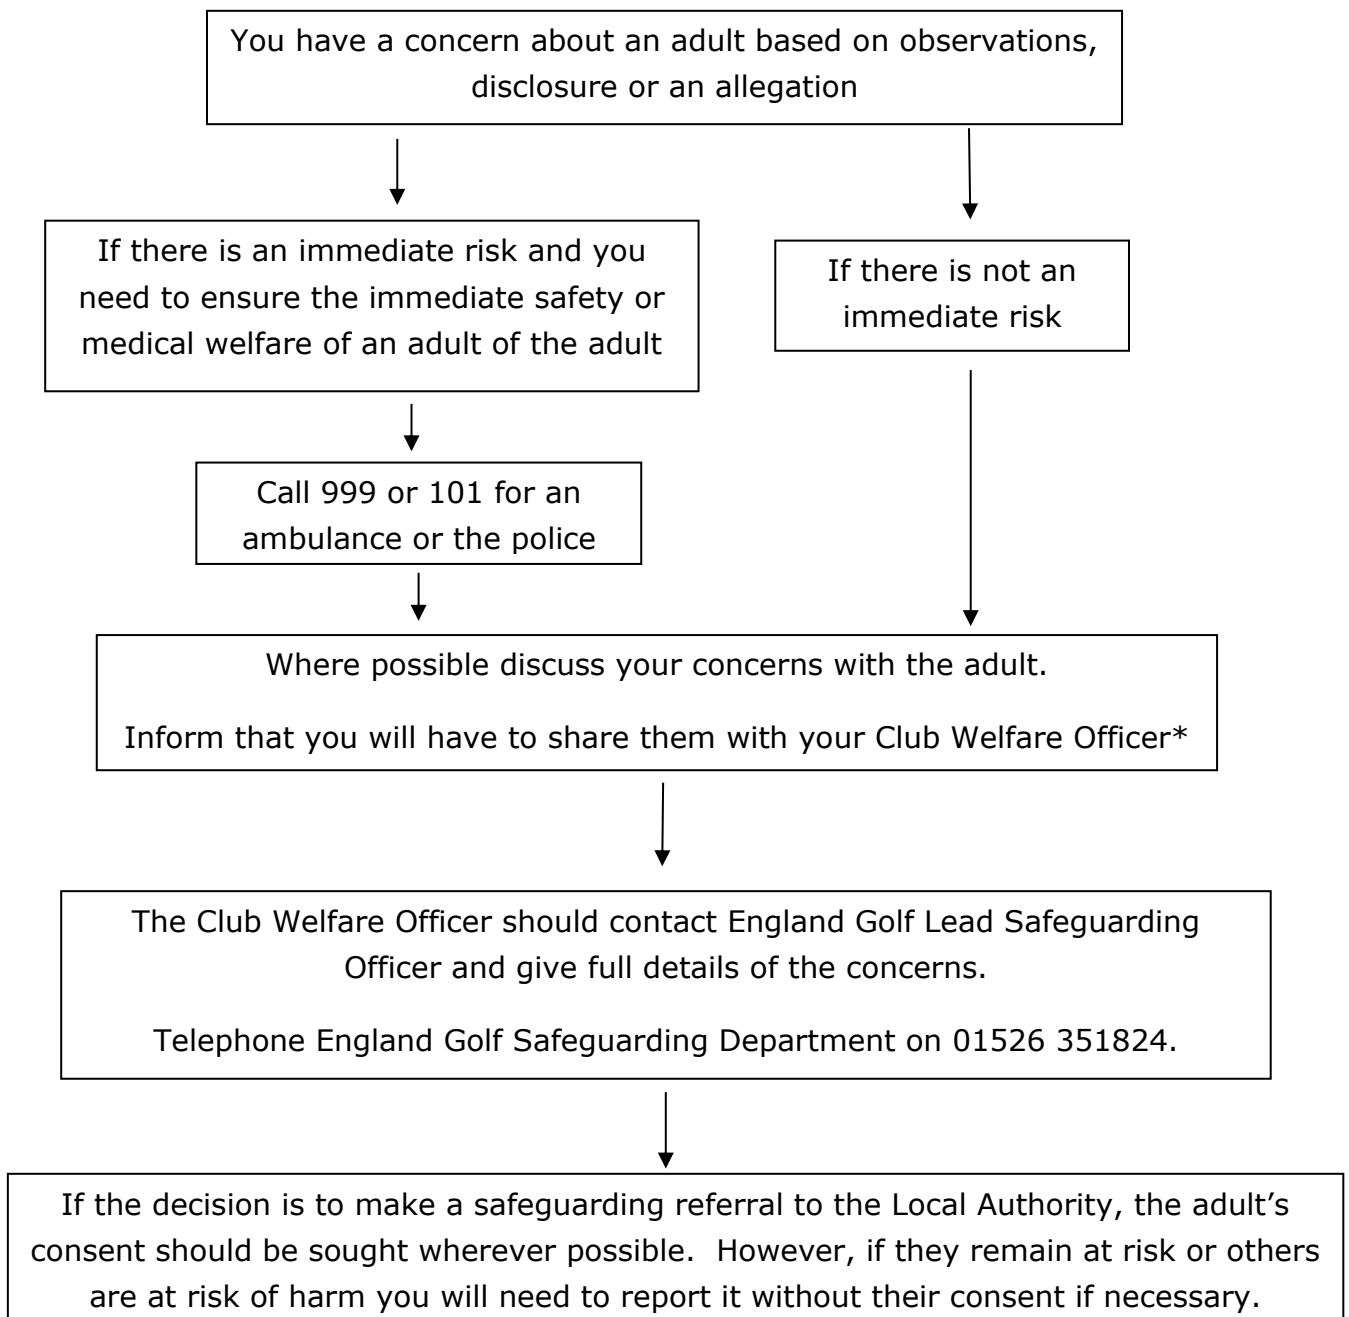 You have a concern about an adult based on observations,
disclosure or an allegation
If there is an immediate risk and you
need to ensure the immediate safety or
medical welfare of an adult of the adult
If there is not an
immediate risk
Call 999 or 101 for an
ambulance or the police
Where possible discuss your concerns with the adult.
Inform that you will have to share them with your Club Welfare Officer*
The Club Welfare Officer should contact England Golf Lead Safeguarding
Officer and give full details of the concerns.
Telephone England Golf Safeguarding Department on 01526 351824.
If the decision is to make a safeguarding referral to the Local Authority, the adult’s
consent should be sought wherever possible.  However, if they remain at risk or others
are at risk of harm you will need to report it without their consent if necessary.